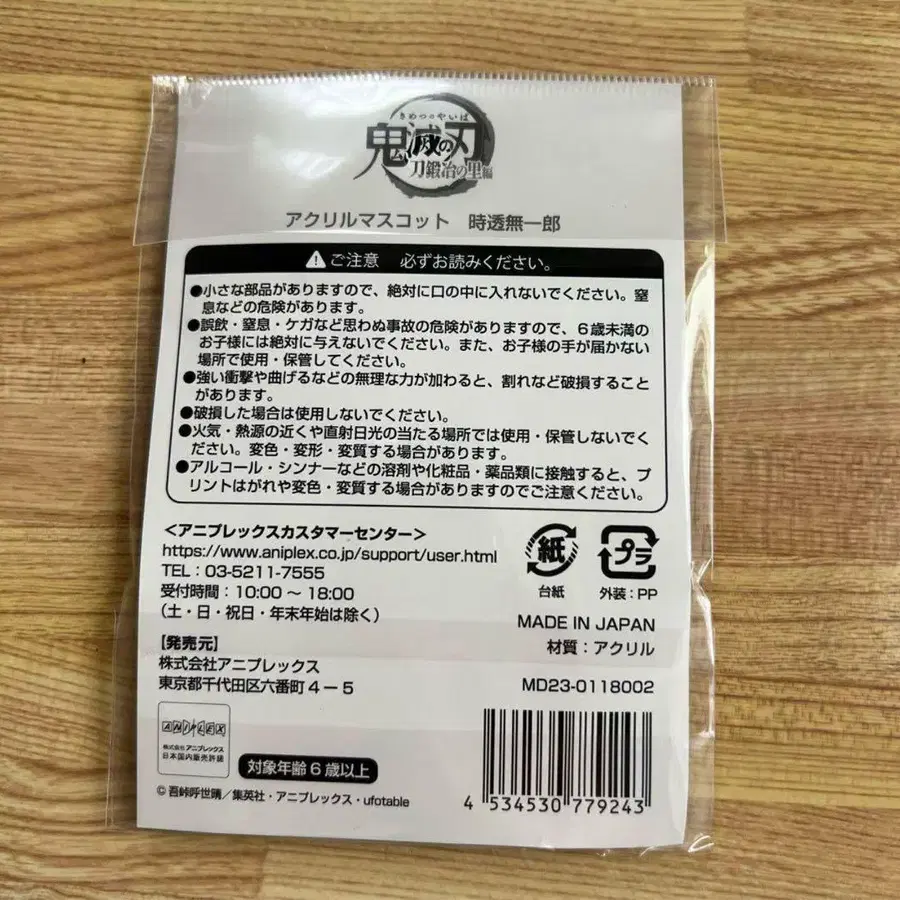 きめつのやいば
鬼滅の刃
刀鍛冶の里編
アクリルマスコット　時透無一郎
ご注意　必ずお読みください。
●小さな部品がありますので、絶対に口の中に入れないでください。窒
息などの危険があります。
●誤飲・窒息・ケガなど思わぬ事故の危険がありますので、6歳未満の
お子様には絶対に与えないでください。また、お子様の手が届かない
場所で使用・保管してください。
●強い衝撃や曲げるなどの無理な力が加わると、割れなど破損すること
があります。
●破損した場合は使用しないでください。
●火気・熱源の近くや直射日光の当たる場所では使用・保管しないでく
ださい。変色・変形・変質する場合があります。
●アルコール・シンナーなどの溶剤や化粧品・薬品類に接触すると、プ
リントはがれや変色・変質する場合がありますのでご注意ください。
＜アニプレックスカスタマーセンター＞
https://www.aniplex.co.jp/support/user.html
TEL：03-5211-7555
受付時間：10:00～18:00
（土・日・祝日・年末年始は除く）
【発売元】
株式会社アニプレックス
東京都千代田区六番町4－5
紙
台紙
プラ
外装：PP
MADE IN JAPAN
材質：アクリル
MD23-0118002
ANIPLEX
株式会社アニプレックス
日本国内販売許諾
対象年齢6歳以上
©吾峠呼世晴／集英社・アニプレックス・ufotable
4 534530 779243